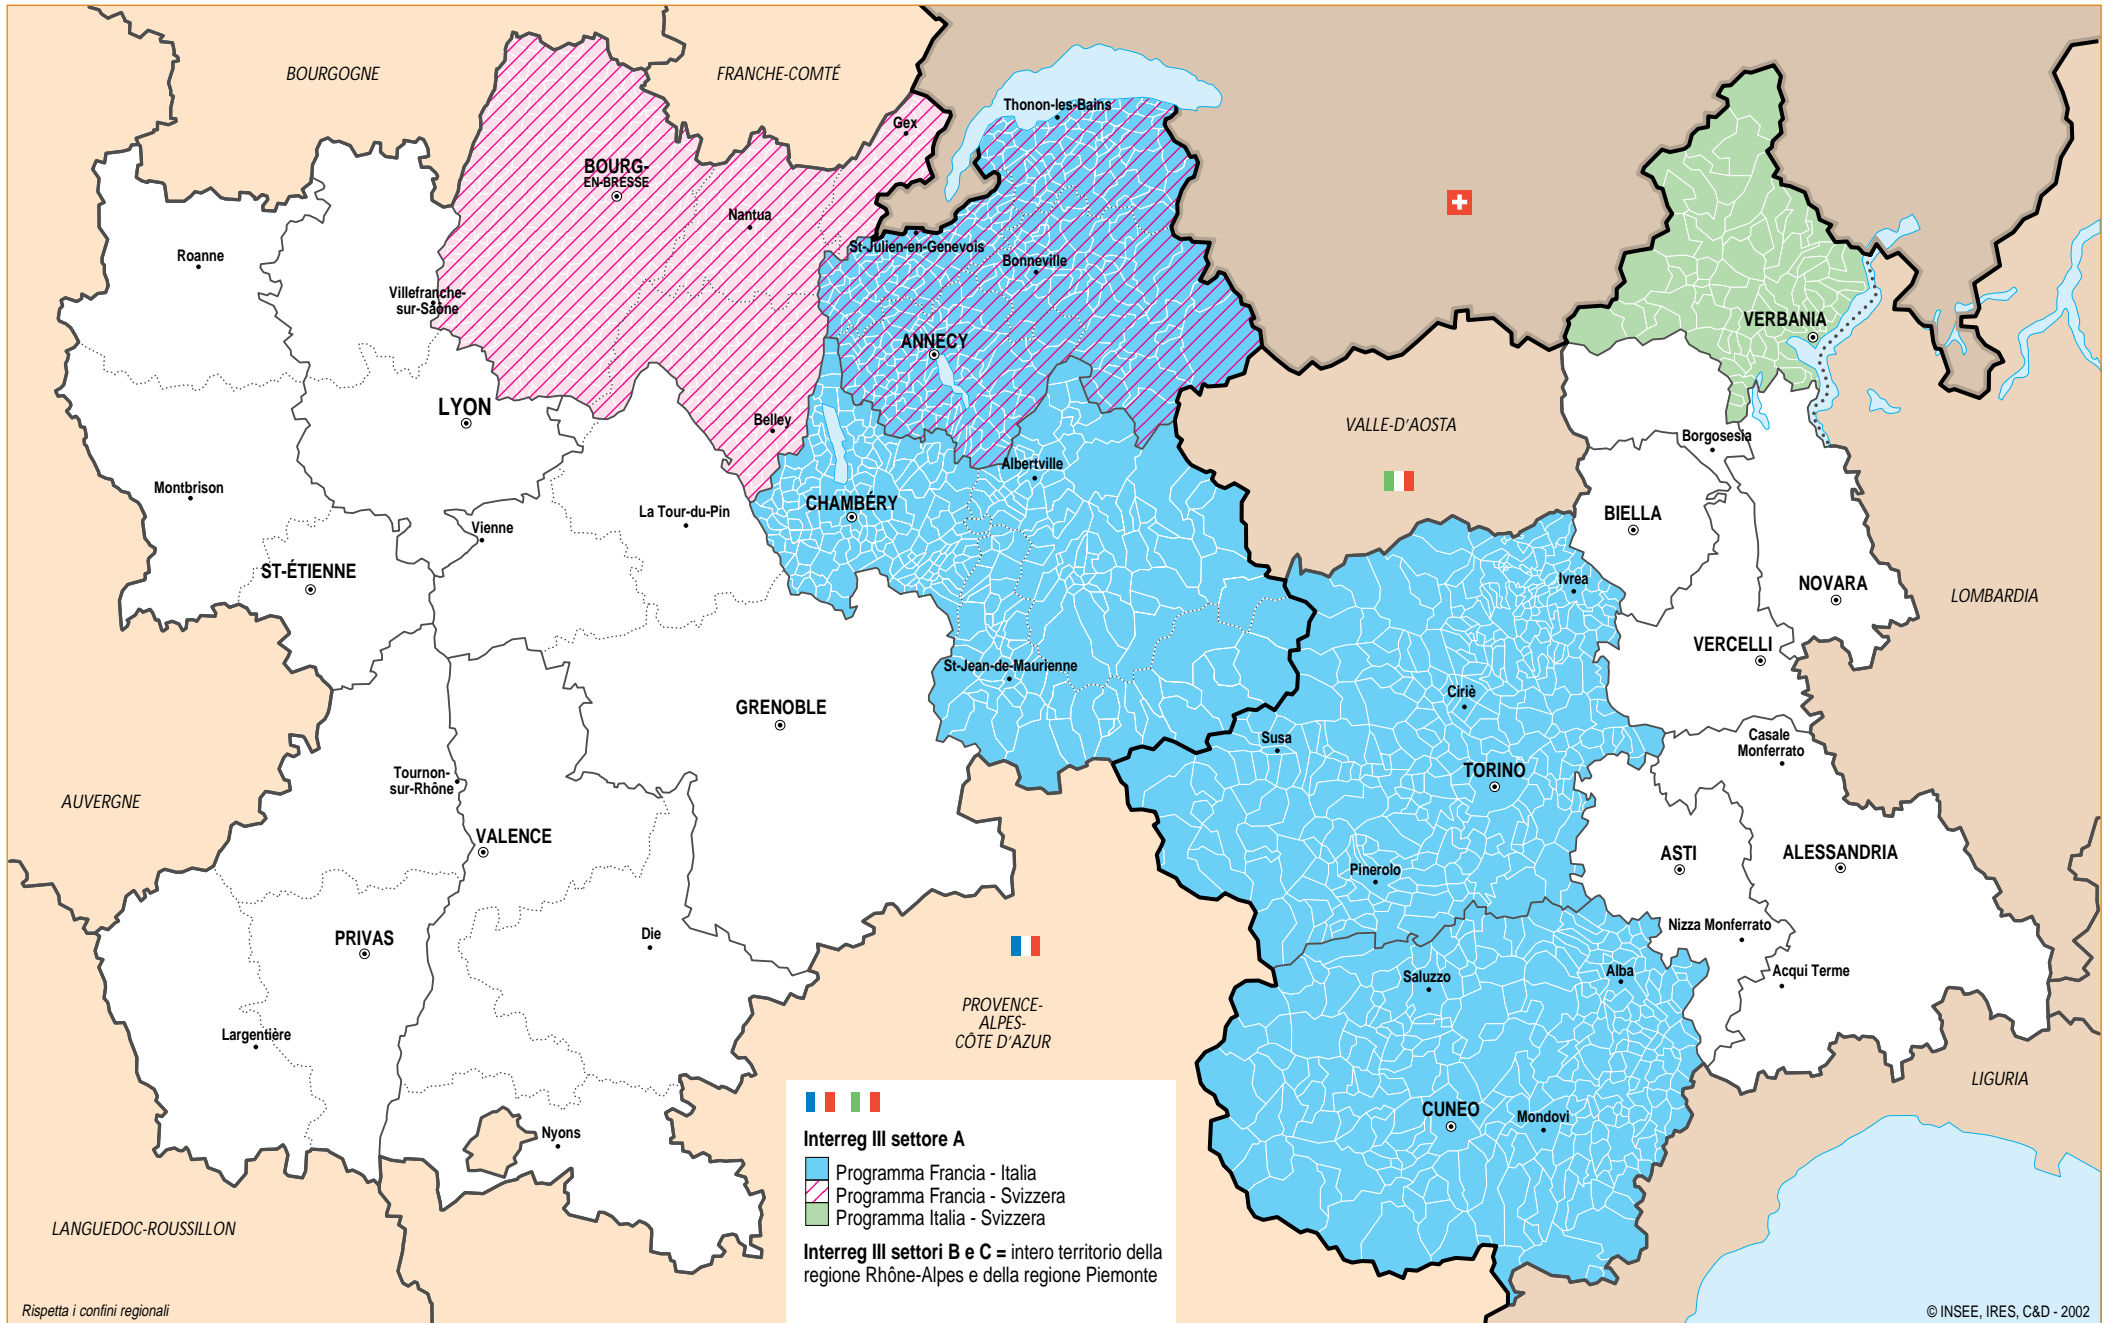 BOURGOGNE
FRANCHE-COMTÉ
Thonon-les-Bains
Gex
BOURG-
EN-BRESSE
Nantua
St-Julien-en-Genevois
Bonneville
Roanne
Villefranche-
sur-Saône
ANNECY
VERBANIA
LYON
Belley
VALLE-D'AOSTA
Borgosesia
Albertville
Montbrison
CHAMBÉRY
La Tour-du-Pin
Vienne
BIELLA
ST-ÉTIENNE
Ivrea
NOVARA
LOMBARDIA
VERCELLI
St-Jean-de-Maurienne
Ciriè
GRENOBLE
Susa
Casale
Monferrato
TORINO
Tournon-
sur-Rhône
AUVERGNE
VALENCE
ASTI
ALESSANDRIA
Pinerolo
Nizza Monferrato
PRIVAS
Die
Saluzzo
Alba
Acqui Terme
PROVENCE-
ALPES-
CÔTE D'AZUR
Largentière
LIGURIA
CUNEO
Mondovi
Nyons
LANGUEDOC-ROUSSILLON
Interreg III settore A
Programma Francia - Italia
Programma Francia - Svizzera
Programma Italia - Svizzera
Interreg III settori B e C = intero territorio della
regione Rhône-Alpes e della regione Piemonte
Rispetta i confini regionali
© INSEE, IRES, C&D - 2002